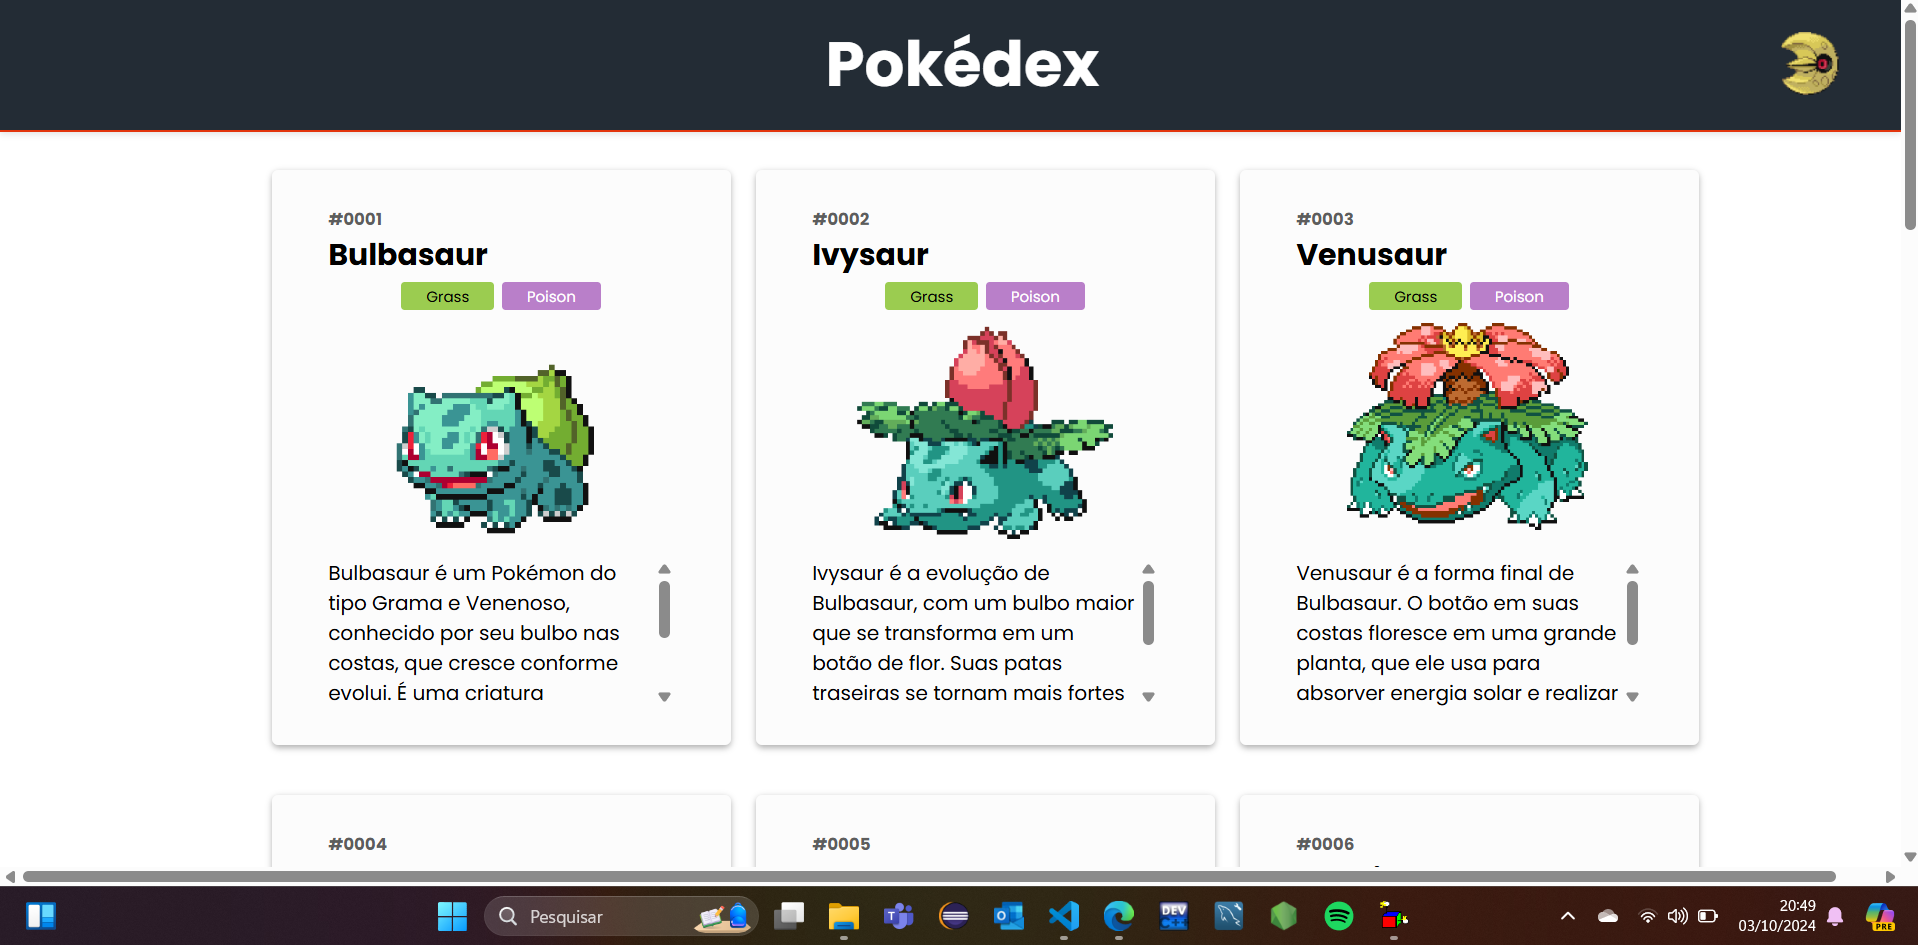 Pokédex
#0001
Bulbasaur
Grass
Poison
Bulbasaur é um Pokémon do
tipo Grama e Venenoso,
conhecido por seu bulbo nas
costas, que cresce conforme
evolui. É uma criatura
#0002
Ivysaur
Grass
Poison
Ivysaur é a evolução de
Bulbasaur, com um bulbo maior
que se transforma em um
botão de flor. Suas patas
traseiras se tornam mais fortes
#0003
Venusaur
Grass
Poison
Venusaur é a forma final de
Bulbasaur. O botão em suas
costas floresce em uma grande
planta, que ele usa para
absorver energia solar e realizar
#0004
#0005
#0006
Pesquisar
DEV
C++
PRE
20:49
03/10/2024